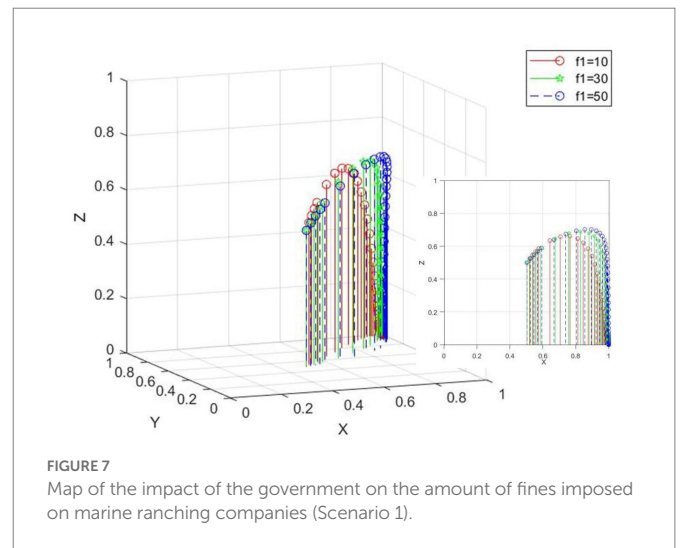 f1=10
f1=30
f1=50
1
0.8
0.6
0.4
0.2
0
Z
1
0.8
0.6
0.4
0.2
0
Y
0
0.2
0.4
0.6
0.8
1
X
1
0.8
0.6
0.4
0.2
0
z
0
0.2
0.4
0.6
0.8
1
X
FIGURE 7
Map of the impact of the government on the amount of fines imposed
on marine ranching companies (Scenario 1).